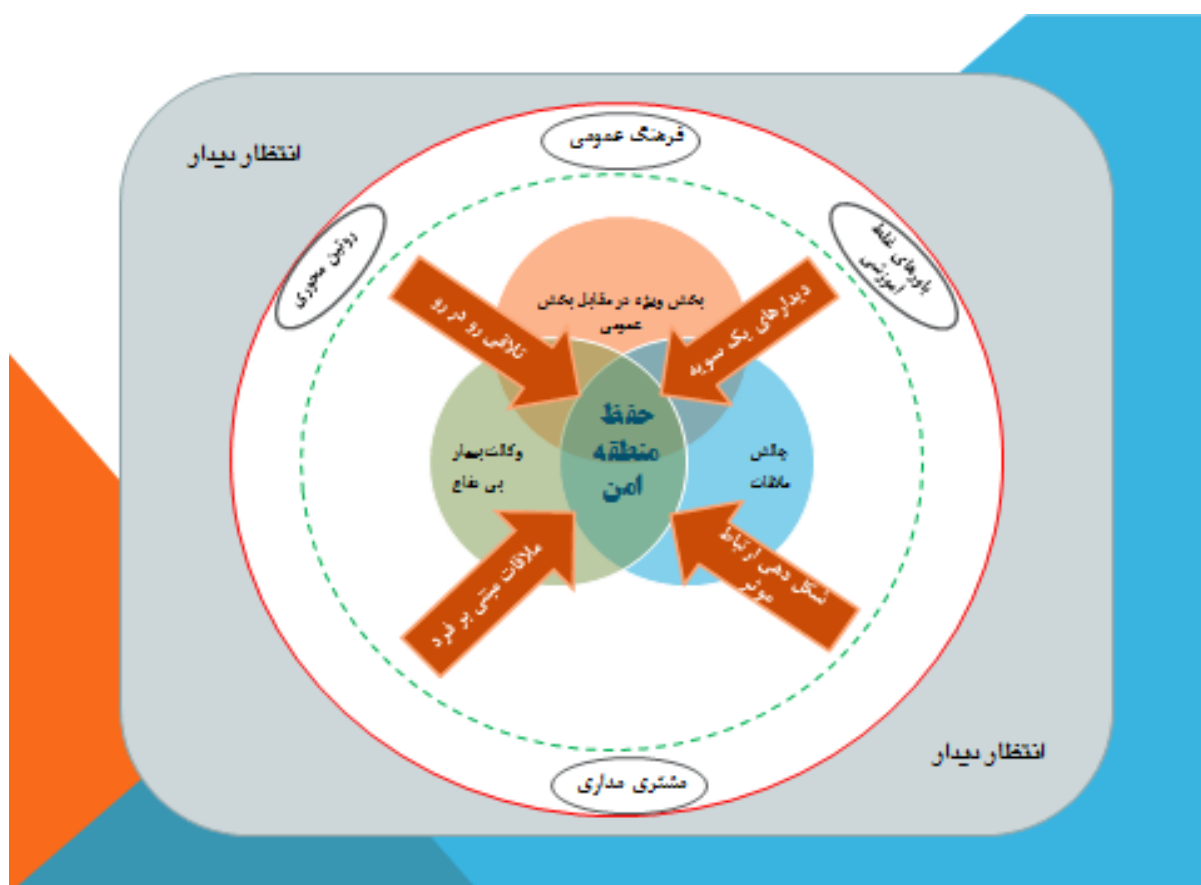 فرهنگ عمومی
انتظار دیدار
روتین محوری
باورهای غلط
آموزشی
بخش ویژه در مقابل بخش
عمومی
تلاقی رو در رو
دیدارهای یک سویه
حفظ
منطقه
امن
وکالت بیمار
بی دفاع
چالش
ملاقات
ملاقات مبتنی بر فرد
شکل دهی ارتباط
موثر
انتظار دیدار
مشتری مداری